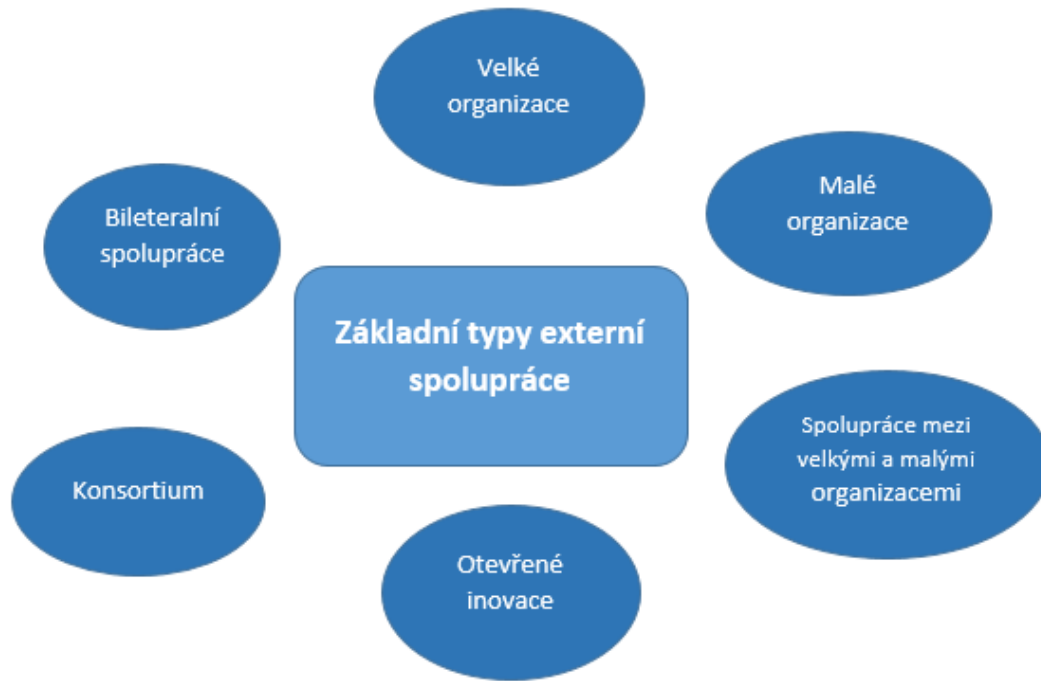 Velké
organizace
Malé
organizace
Bileteralní
spolupráce
Základní typy externí
spolupráce
Spolupráce mezi
velkými a malými
organizacemi
Konsortium
Otevřené
inovace